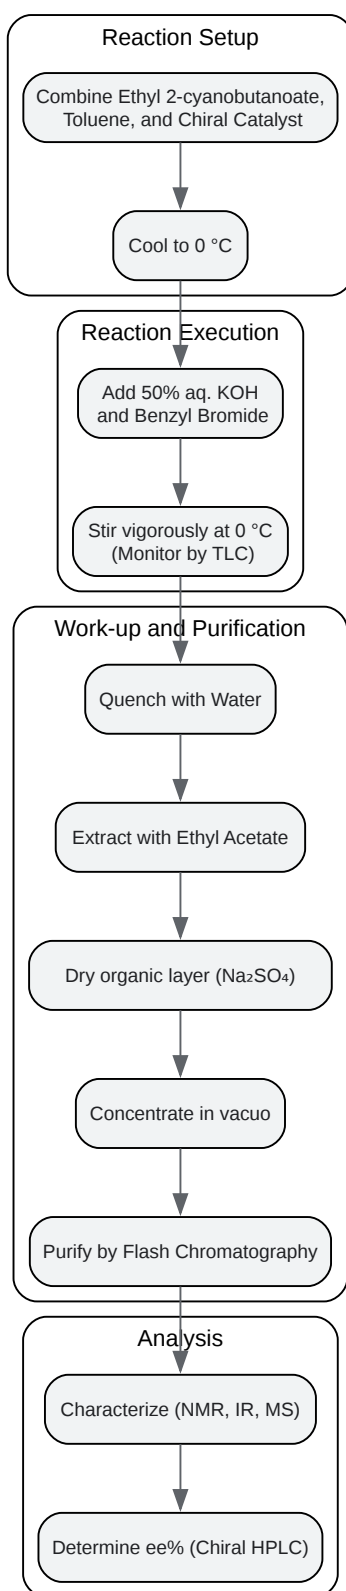 Reaction Setup
Combine Ethyl 2-cyanobutanoate,
Toluene, and Chiral Catalyst
Cool to 0 °C
Reaction Execution
Add 50% aq. KOH
and Benzyl Bromide
Stir vigorously at 0 °C
(Monitor by TLC)
Work-up and Purification
Quench with Water
Extract with Ethyl Acetate
Dry organic layer (Na₂SO₄)
Concentrate in vacuo
Purify by Flash Chromatography
Analysis
Characterize (NMR, IR, MS)
Determine ee% (Chiral HPLC)